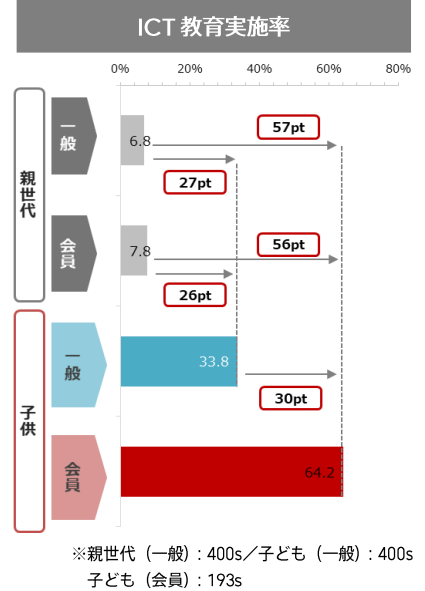 ICT 教育実施率
0% 20% 40% 60% 80%
親世代
一般
6.8
57pt
27pt
会員
7.8
56pt
26pt
子供
一般
33.8
30pt
会員
64.2
※親世代（一般）: 400s／子ども（一般）: 400s
子ども（会員）: 193s